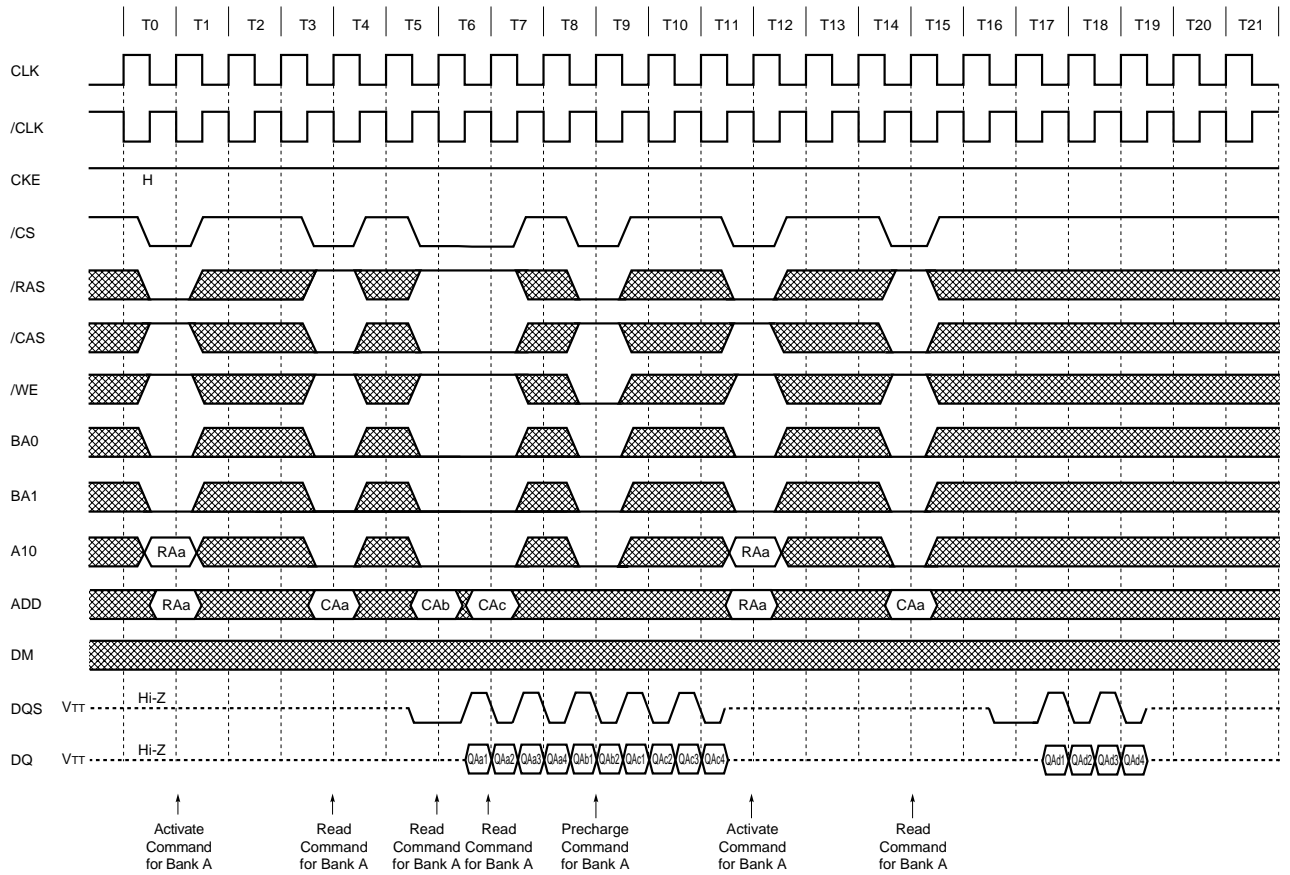 T0 T1 T2 T3 T4 T5 T6 T7 T8 T9 T10 T11 T12 T13 T14 T15 T16 T17 T18 T19 T20 T21
CLK
/CLK
CKE H
/CS
/RAS
/CAS
/WE
BA0
BA1
A10 RAa RAa
ADD RAa CAa CAb CAc RAa CAa
DM
DQS VTT Hi-Z
DQ VTT Hi-Z QAa1 QAa2 QAa3 QAa4 QAb1 QAb2 QAc1 QAc2 QAc3 QAc4 QAd1 QAd2 QAd3 QAd4
Activate Read Read Read Precharge Activate Read
Command Command Command Command Command Command Command
for Bank A for Bank A for Bank A for Bank A for Bank A for Bank A for Bank A